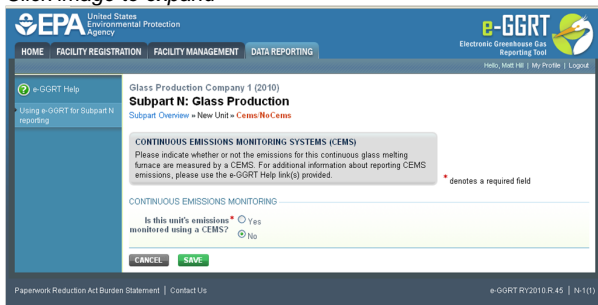 Click image to expand
EPA United States
Environmental Protection
Agency
e-GGRT
Electronic Greenhouse Gas
Reporting Tool
HOME FACILITY REGISTRATION FACILITY MANAGEMENT DATA REPORTING
Hello, Matt Hill | My Profile | Logout
e-GGRT Help
Using e-GGRT for Subpart N
reporting
Glass Production Company 1 (2010)
Subpart N: Glass Production
Subpart Overview » New Unit » Cems/NoCems
CONTINUOUS EMISSIONS MONITORING SYSTEMS (CEMS)
Please indicate whether or not the emissions for this continuous glass melting
furnace are measured by a CEMS. For additional information about reporting CEMS
emissions, please use the e-GGRT Help link(s) provided.
* denotes a required field
CONTINUOUS EMISSIONS MONITORING
Is this unit's emissions * Yes
monitored using a CEMS? No
CANCEL SAVE
Paperwork Reduction Act Burden Statement | Contact Us
e-GGRT RY2010.R.45 | N-1(1)